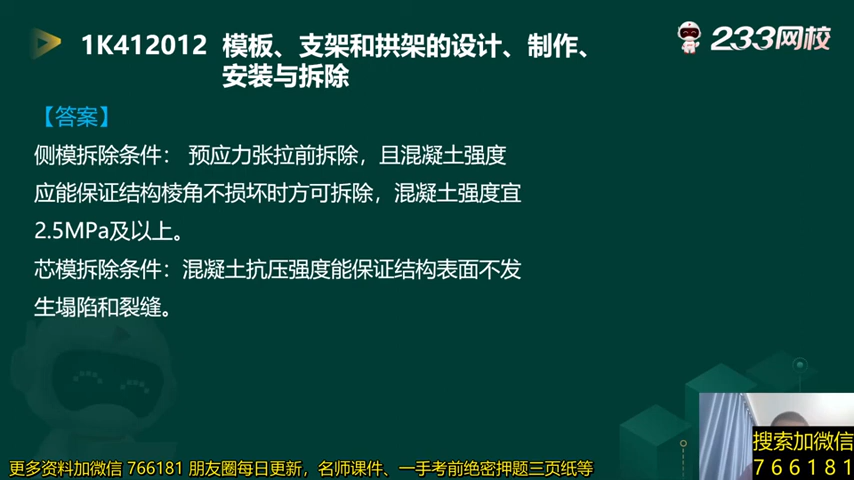 1K412012 模板、支架和拱架的设计、制作、
安装与拆除
233网校
【答案】
侧模拆除条件： 预应力张拉前拆除，且混凝土强度
应能保证结构棱角不损坏时方可拆除，混凝土强度宜
2.5MPa及以上。
芯模拆除条件：混凝土抗压强度能保证结构表面不发
生塌陷和裂缝。
搜索加微信
766181
更多资料加微信 766181 朋友圈每日更新，名师课件、一手考前绝密押题三页纸等